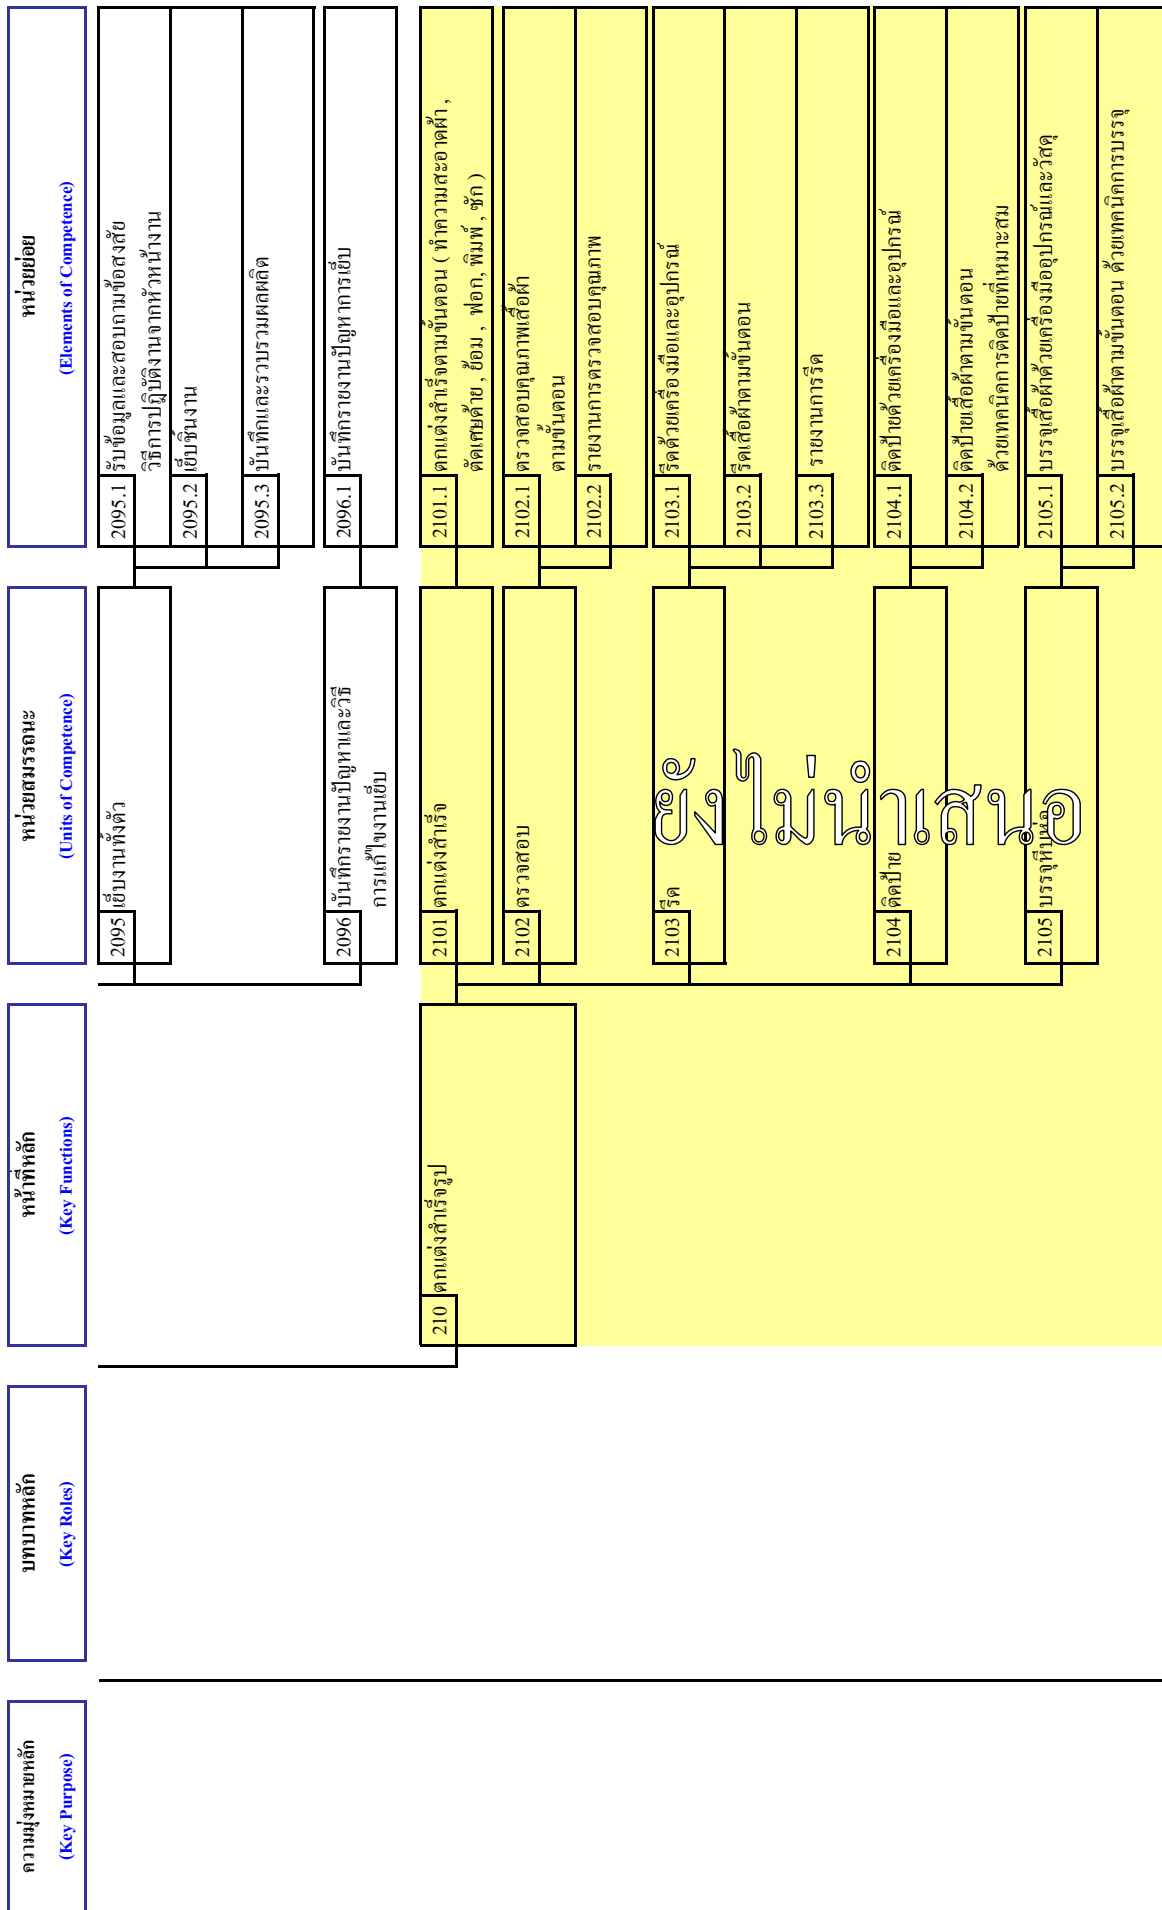 ความมุ่งหมายหลัก
(Key Purpose)
บทบาทหลัก
(Key Roles)
หน้าที่หลัก
(Key Functions)
หน่วยสมรรถนะ
(Units of Competence)
หน่วยย่อย
(Elements of Competence)
2095 เย็บงานทั้งตัว
2095.1 รับข้อมูลและสอบถามข้อสงสัย
วิธีการปฏิบัติงานจากหัวหน้างาน
2095.2 เย็บชิ้นงาน
2095.3 บันทึกและรวบรวมผลผลิต
2096 บันทึกรายงานปัญหาและวิธี
การแก้ไขงานเย็บ
2096.1 บันทึกรายงานปัญหาการเย็บ
210 ตกแต่งสำเร็จรูป
2101 ตกแต่งสำเร็จ
2101.1 ตกแต่งสำเร็จตามขั้นตอน ( ทำความสะอาดผ้า ,
ตัดเศษด้าย , ย้อม , ฟอก, พิมพ์ , ซัก )
2102 ตรวจสอบ
2102.1 ตรวจสอบคุณภาพเสื้อผ้า
ตามขั้นตอน
2102.2 รายงานการตรวจสอบคุณภาพ
2103 รีด
2103.1 รีดด้วยเครื่องมือและอุปกรณ์
2103.2 รีดเสื้อผ้าตามขั้นตอน
2103.3 รายงานการรีด
2104 ติดป้าย
2104.1 ติดป้ายด้วยเครื่องมือและอุปกรณ์
2104.2 ติดป้ายเสื้อผ้าตามขั้นตอน
ด้วยเทคนิคการติดป้ายที่เหมาะสม
2105 บรรจุหีบห่อ
2105.1 บรรจุเสื้อผ้าด้วยเครื่องมืออุปกรณ์และวัสดุ
2105.2 บรรจุเสื้อผ้าตามขั้นตอน ด้วยเทคนิคการบรรจุ
ยังไม่นำเสนอ